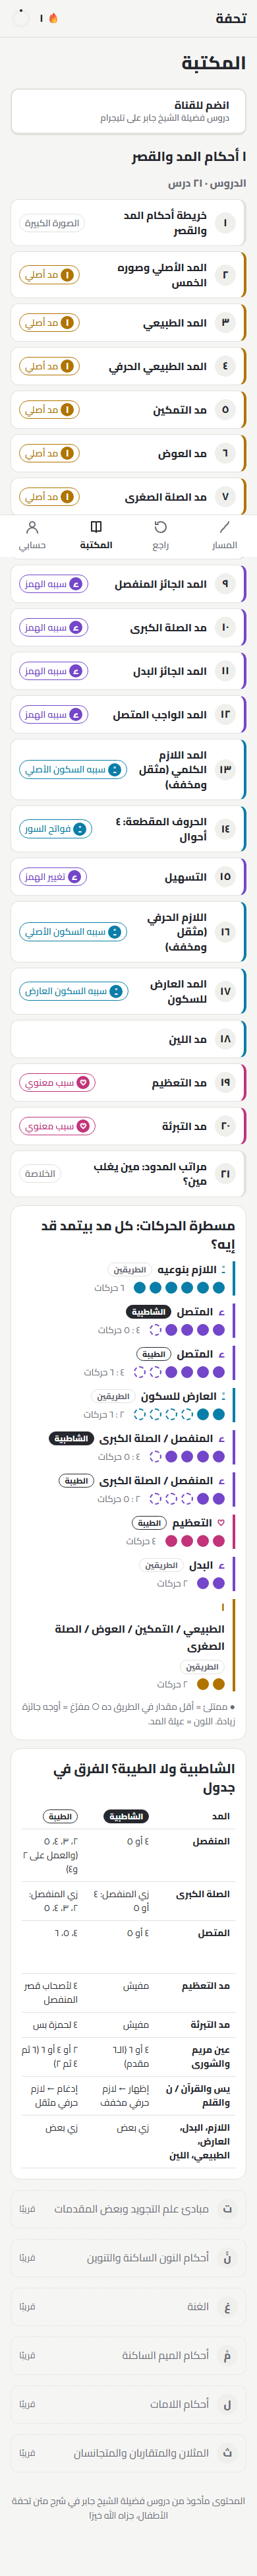 تحفة
١
المكتبة
انضم للقناة
دروس فضيلة الشيخ جابر على تليجرام
١ أحكام المد والقصر
الدروس · ٢١ درس
١ خريطة أحكام المد والقصر الصورة الكبيرة
٢ المد الأصلي وصوره الخمس ا مد أصلي
٣ المد الطبيعي ا مد أصلي
٤ المد الطبيعي الحرفي ا مد أصلي
٥ مد التمكين ا مد أصلي
٦ مد العوض ا مد أصلي
٧ مد الصلة الصغرى ا مد أصلي
المسار راجع المكتبة حسابي
٩ المد الجائز المنفصل ء سببه الهمز
١٠ مد الصلة الكبرى ء سببه الهمز
١١ المد الجائز البدل ء سببه الهمز
١٢ المد الواجب المتصل ء سببه الهمز
١٣ المد اللازم الكلمي (مثقل ومخفف) سببه السكون الأصلي
١٤ الحروف المقطعة: ٤ أحوال فواتح السور
١٥ التسهيل ء تغيير الهمز
١٦ اللازم الحرفي (مثقل ومخفف) سببه السكون الأصلي
١٧ المد العارض للسكون سببه السكون العارض
١٨ مد اللين
١٩ مد التعظيم سبب معنوي
٢٠ مد التبرئة سبب معنوي
٢١ مراتب المدود: مين يغلب مين؟ الخلاصة
مسطرة الحركات: كل مد بيتمد قد إيه؟
اللازم بنوعيه الطريقين
٦ حركات
ء المتصل الشاطبية
٤ : ٥ حركات
ء المتصل الطيبة
٤ : ٦ حركات
العارض للسكون الطريقين
٢ : ٦ حركات
ء المنفصل / الصلة الكبرى الشاطبية
٤ : ٥ حركات
ء المنفصل / الصلة الكبرى الطيبة
٢ : ٥ حركات
التعظيم الطيبة
٤ حركات
ء البدل الطريقين
٢ حركات
ا
الطبيعي / التمكين / العوض / الصلة
الصغرى
الطريقين
٢ حركات
● ممتلئ = أقل مقدار في الطريق ده ○ مفرّغ = أوجه جائزة
زيادة. اللون = عيلة المد.
الشاطبية ولا الطيبة؟ الفرق في
جدول
المد الشاطبية الطيبة
المنفصل ٤ أو ٥ ٢، ٣، ٤، ٥ (والعمل على ٢ و٤)
الصلة الكبرى زي المنفصل: ٤ أو ٥ زي المنفصل: ٢، ٣، ٤، ٥
المتصل ٤ أو ٥ ٤، ٥، ٦
مد التعظيم مفيش ٤ لأصحاب قصر المنفصل
مد التبرئة مفيش ٤ لحمزة بس
عين مريم والشورى ٤ أو ٦ (الـ٦ مقدم) ٢ أو ٤ أو ٦ (٦ ثم ٤ ثم ٢)
يس والقرآن / ن والقلم إظهار ← لازم حرفي مخفف إدغام ← لازم حرفي مثقل
اللازم، البدل، العارض، الطبيعي، اللين زي بعض زي بعض
ت مبادئ علم التجويد وبعض المقدمات قريبًا
نْ أحكام النون الساكنة والتنوين قريبًا
غ الغنة قريبًا
مْ أحكام الميم الساكنة قريبًا
ل أحكام اللامات قريبًا
ث المثلان والمتقاربان والمتجانسان قريبًا
المحتوى مأخوذ من دروس فضيلة الشيخ جابر في شرح متن تحفة
الأطفال، جزاه الله خيرًا